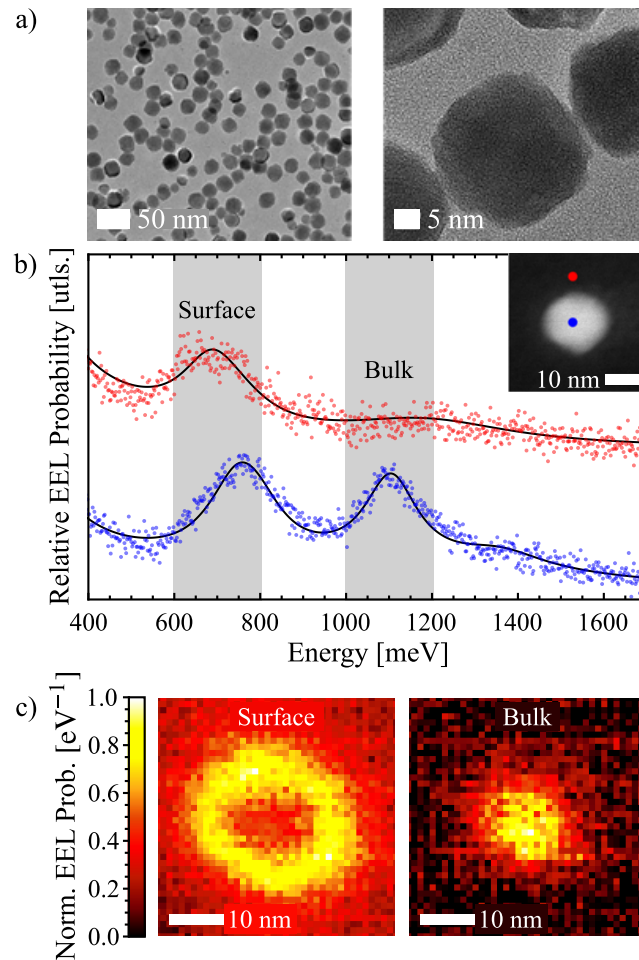 a)
50 nm
5 nm
b)
Relative EEL Probability [utls.]
Surface
Bulk
10 nm
400 600 800 1000 1200 1400 1600
Energy [meV]
c)
Norm. EEL Prob. [eV⁻¹]
1.0
0.8
0.6
0.4
0.2
0.0
Surface
10 nm
Bulk
10 nm